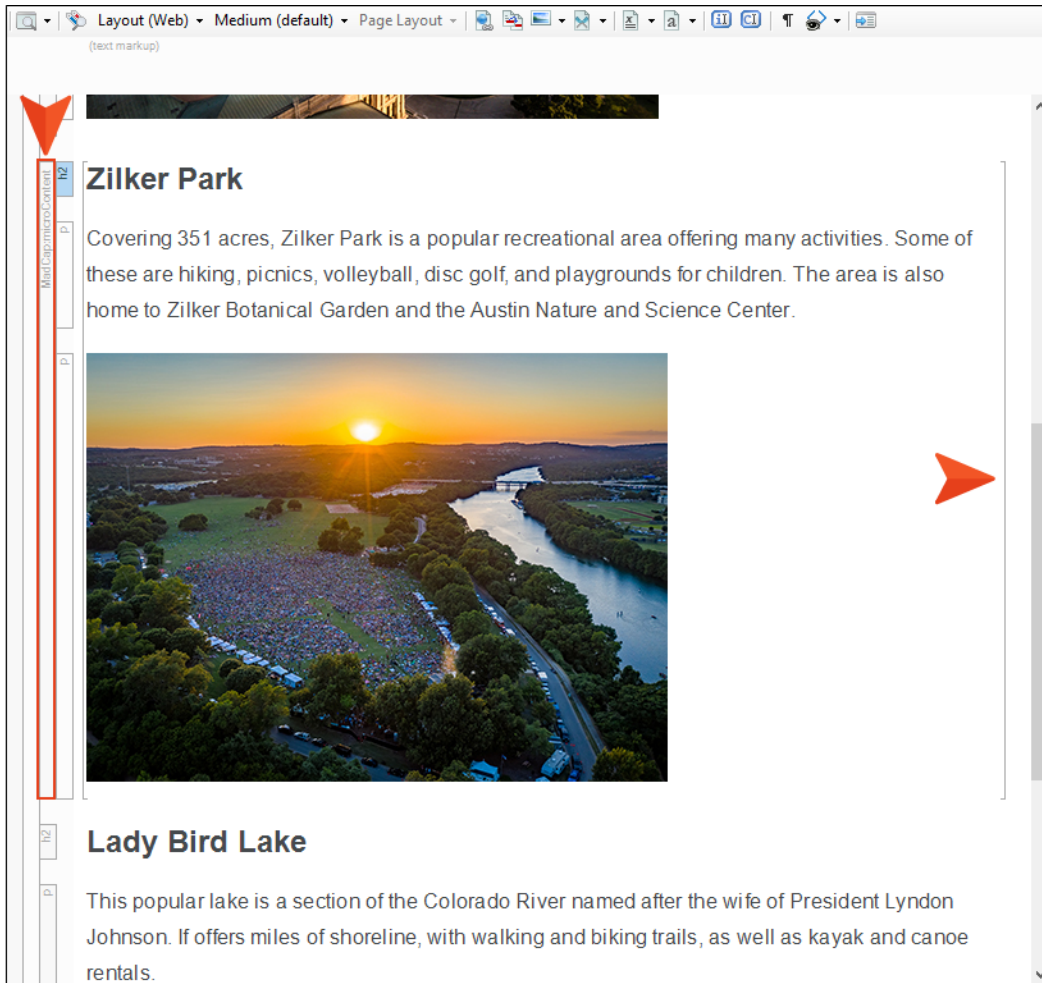 Layout (Web) Medium (default) Page Layout
(text markup)
MadCap:microContent
h2
Zilker Park
p
Covering 351 acres, Zilker Park is a popular recreational area offering many activities. Some of
these are hiking, picnics, volleyball, disc golf, and playgrounds for children. The area is also
home to Zilker Botanical Garden and the Austin Nature and Science Center.
p
h2
Lady Bird Lake
p
This popular lake is a section of the Colorado River named after the wife of President Lyndon
Johnson. If offers miles of shoreline, with walking and biking trails, as well as kayak and canoe
rentals.